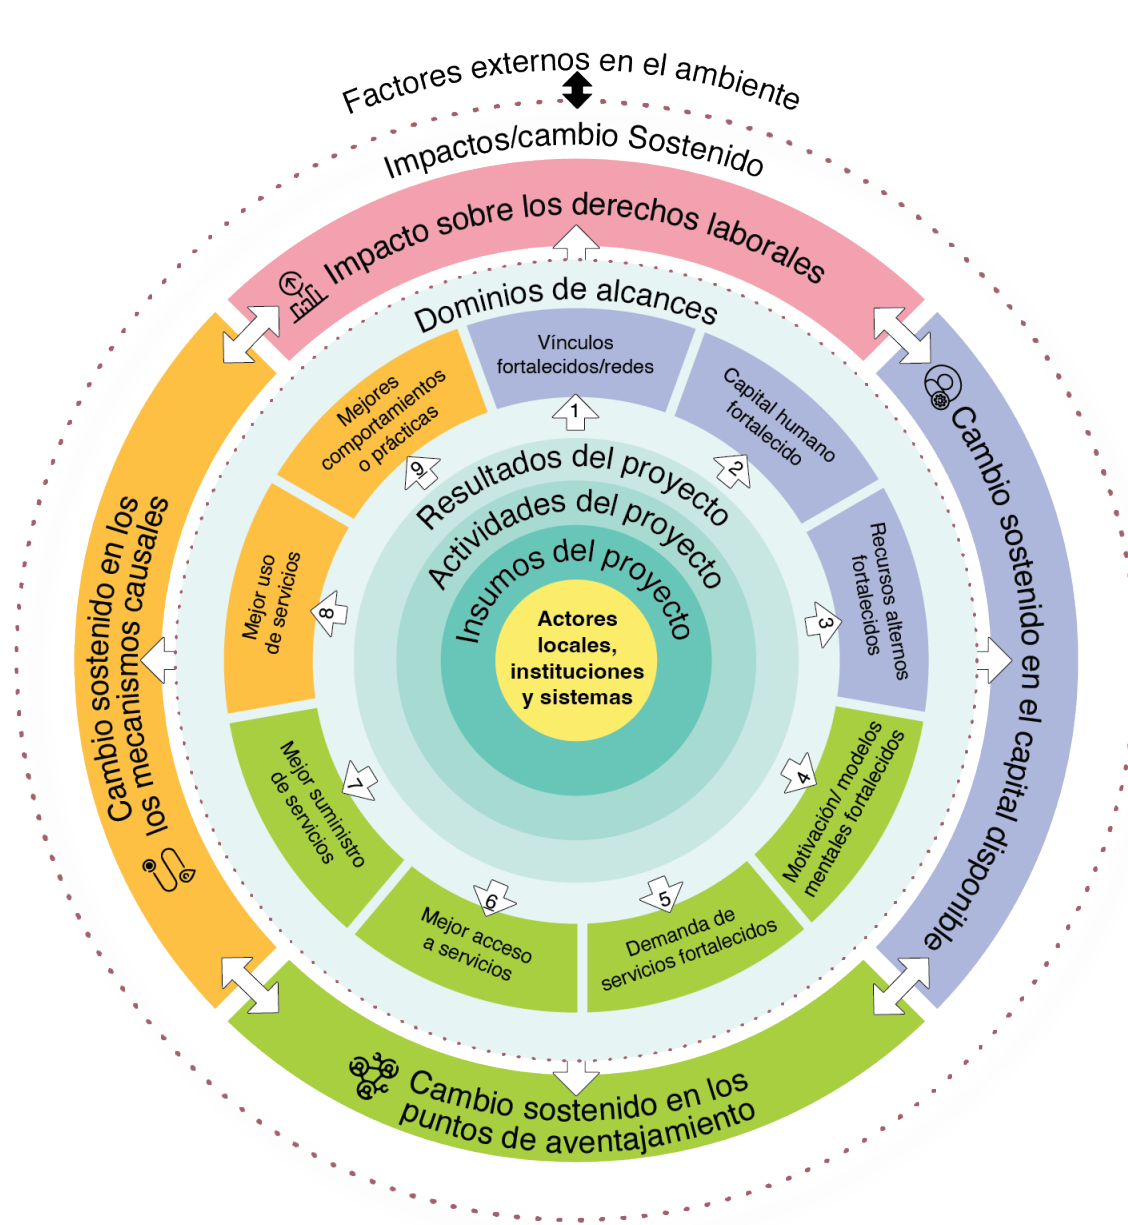 Factores externos en el ambiente
Impactos/cambio Sostenido
Impacto sobre los derechos laborales
Dominios de alcances
Vínculos
fortalecidos/redes
1
Capital humano
fortalecido
2
Recursos alternos
fortalecidos
3
Motivación/ modelos
mentales fortalecidos
4
Demanda de
servicios fortalecidos
5
Mejor acceso
a servicios
6
Mejor suministro
de servicios
7
Mejor uso
de servicios
8
Mejores
comportamientos
o prácticas
9
Resultados del proyecto
Actividades del proyecto
Insumos del proyecto
Actores
locales,
instituciones
y sistemas
Cambio sostenido en el capital disponible
Cambio sostenido en los
puntos de aventajamiento
Cambio sostenido en los
los mecanismos causales